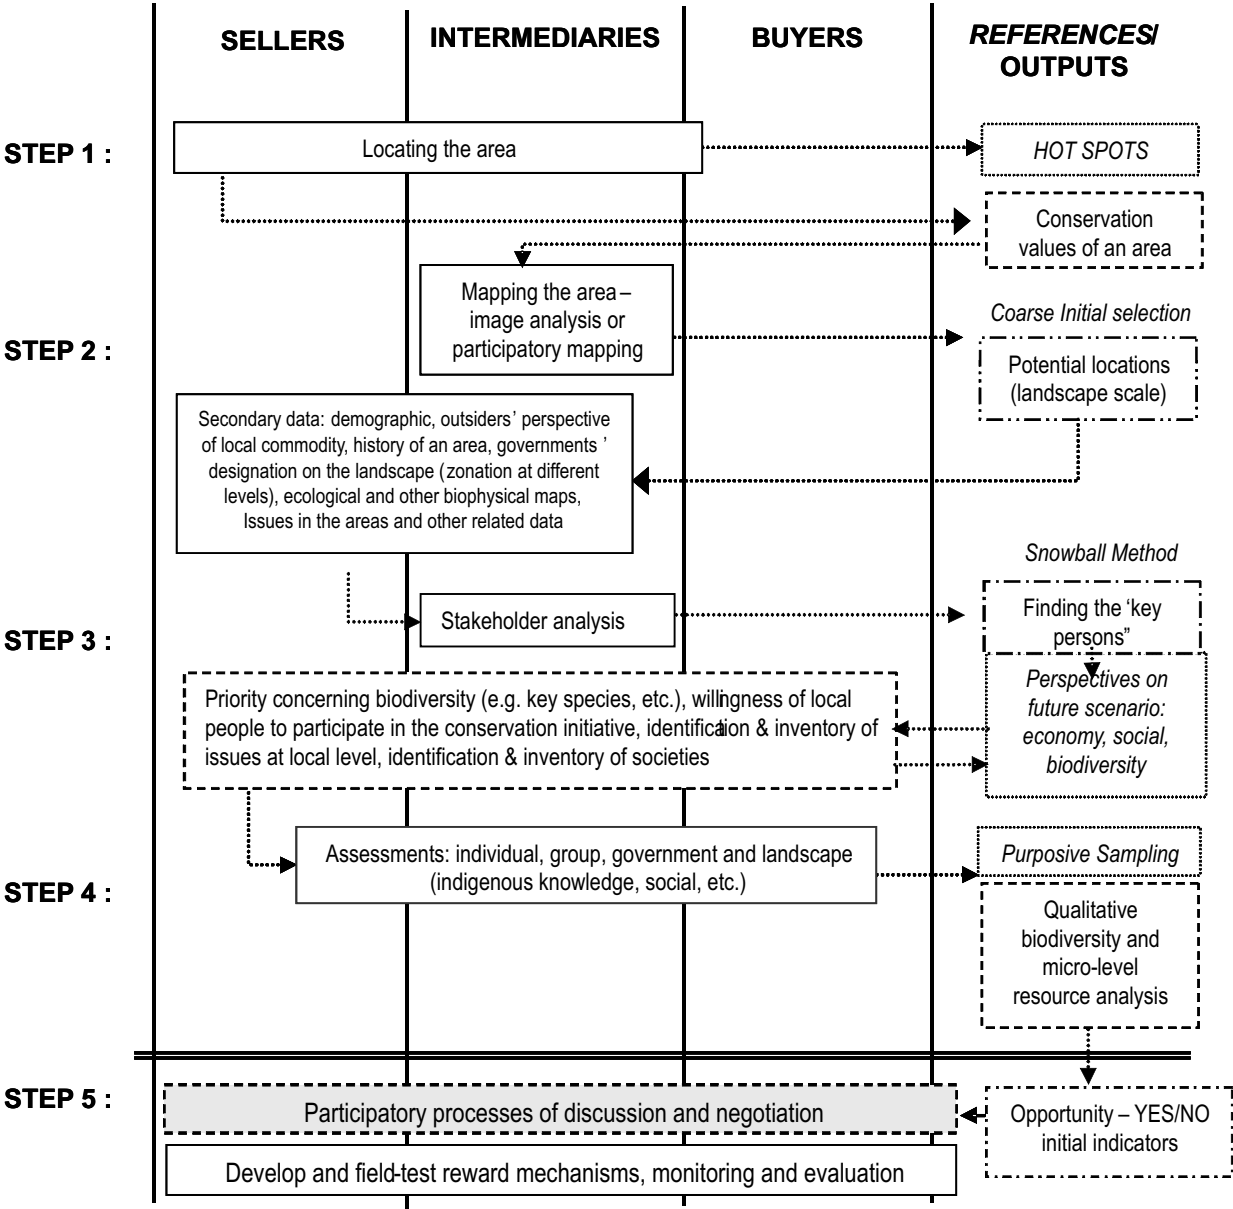 SELLERS
INTERMEDIARIES
BUYERS
REFERENCES/
OUTPUTS
STEP 1 :
Locating the area
HOT SPOTS
Conservation
values of an area
STEP 2 :
Mapping the area –
image analysis or
participatory mapping
Coarse Initial selection
Potential locations
(landscape scale)
Secondary data: demographic, outsiders’ perspective
of local commodity, history of an area, governments ’
designation on the landscape (zonation at different
levels), ecological and other biophysical maps,
Issues in the areas and other related data
Snowball Method
STEP 3 :
Stakeholder analysis
Finding the ‘key
persons”
Priority concerning biodiversity (e.g. key species, etc.), willingness of local
people to participate in the conservation initiative, identification & inventory of
issues at local level, identification & inventory of societies
Perspectives on
future scenario:
economy, social,
biodiversity
STEP 4 :
Assessments: individual, group, government and landscape
(indigenous knowledge, social, etc.)
Purposive Sampling
Qualitative
biodiversity and
micro-level
resource analysis
STEP 5 :
Participatory processes of discussion and negotiation
Opportunity – YES/NO
initial indicators
Develop and field-test reward mechanisms, monitoring and evaluation